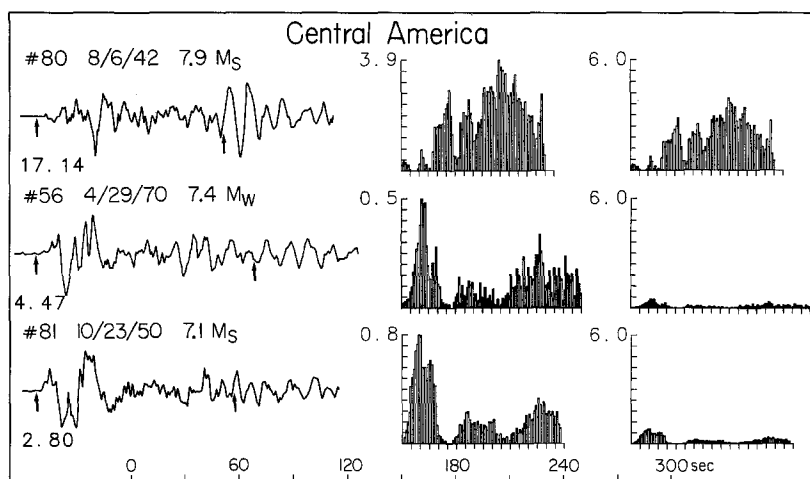 Central America
#80 8/6/42 7.9 MS
3.9
6.0
17.14
#56 4/29/70 7.4 MW
0.5
6.0
4.47
#81 10/23/50 7.1 MS
0.8
6.0
2.80
0 60 120 180 240 300 sec